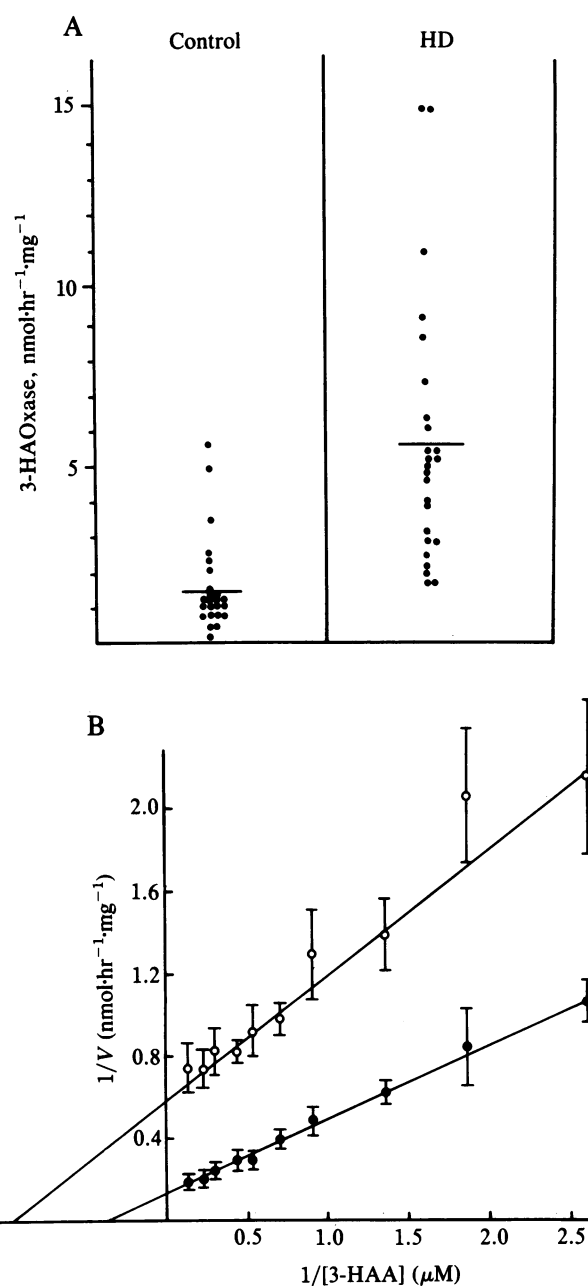 A
Control
HD
3-HAOxase, nmol·hr⁻¹·mg⁻¹
15
10
5
B
1/V (nmol·hr⁻¹·mg⁻¹)
2.0
1.6
1.2
0.8
0.4
0.5
1.0
1.5
2.0
2.5
1/[3-HAA] (μM)